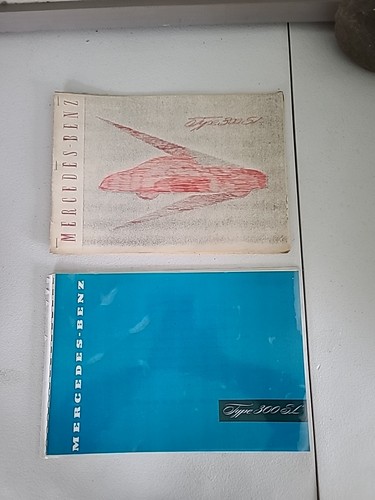 MERCEDES-BENZ
Type 300 SL
MERCEDES-BENZ
Type 300 SL